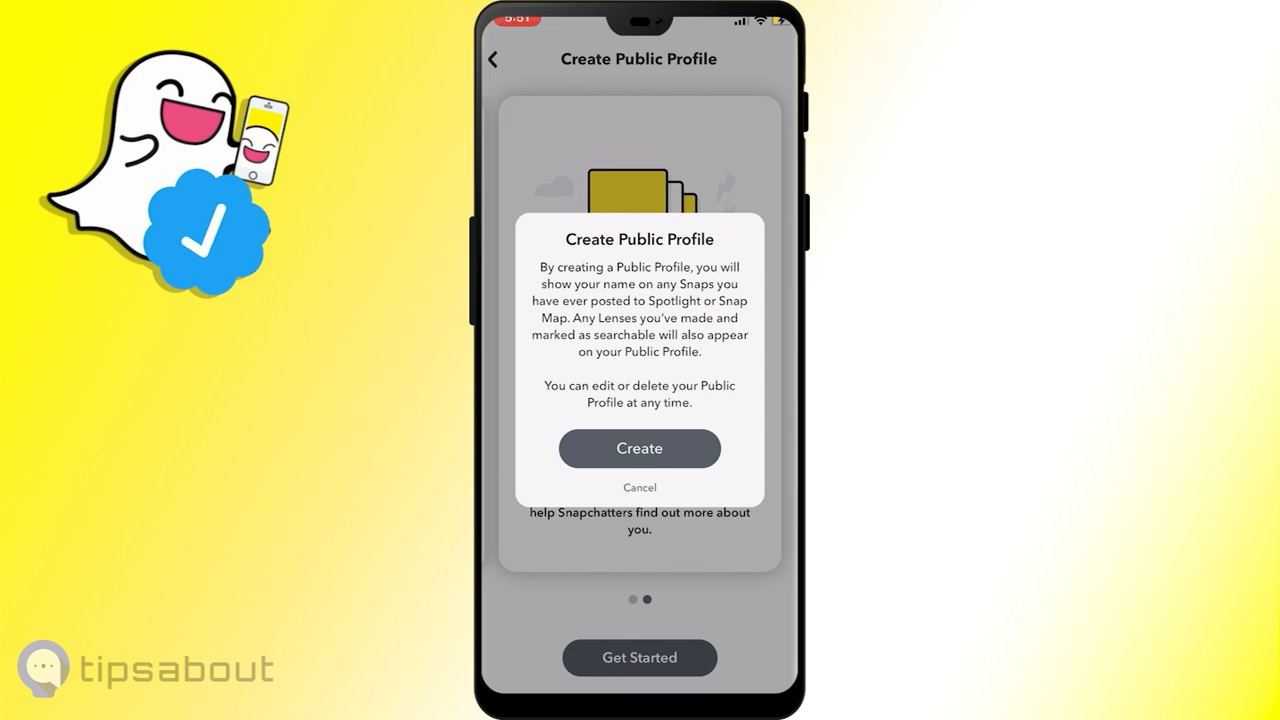 5:51
Create Public Profile
Create Public Profile
By creating a Public Profile, you will
show your name on any Snaps you
have ever posted to Spotlight or Snap
Map. Any Lenses you've made and
marked as searchable will also appear
on your Public Profile.
You can edit or delete your Public
Profile at any time.
Create
Cancel
help Snapchatters find out more about
you.
Get Started
tipsabout